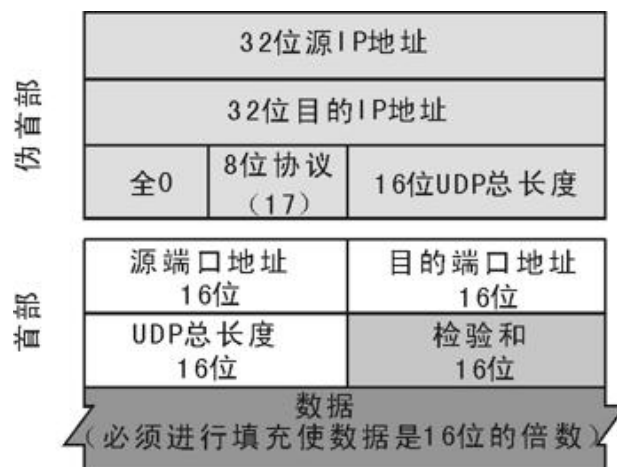 伪首部
32位源IP地址
32位目的IP地址
全0
8位协议
(17)
16位UDP总长度
首部
源端口地址
16位
目的端口地址
16位
UDP总长度
16位
检验和
16位
数据
(必须进行填充使数据是16位的倍数)